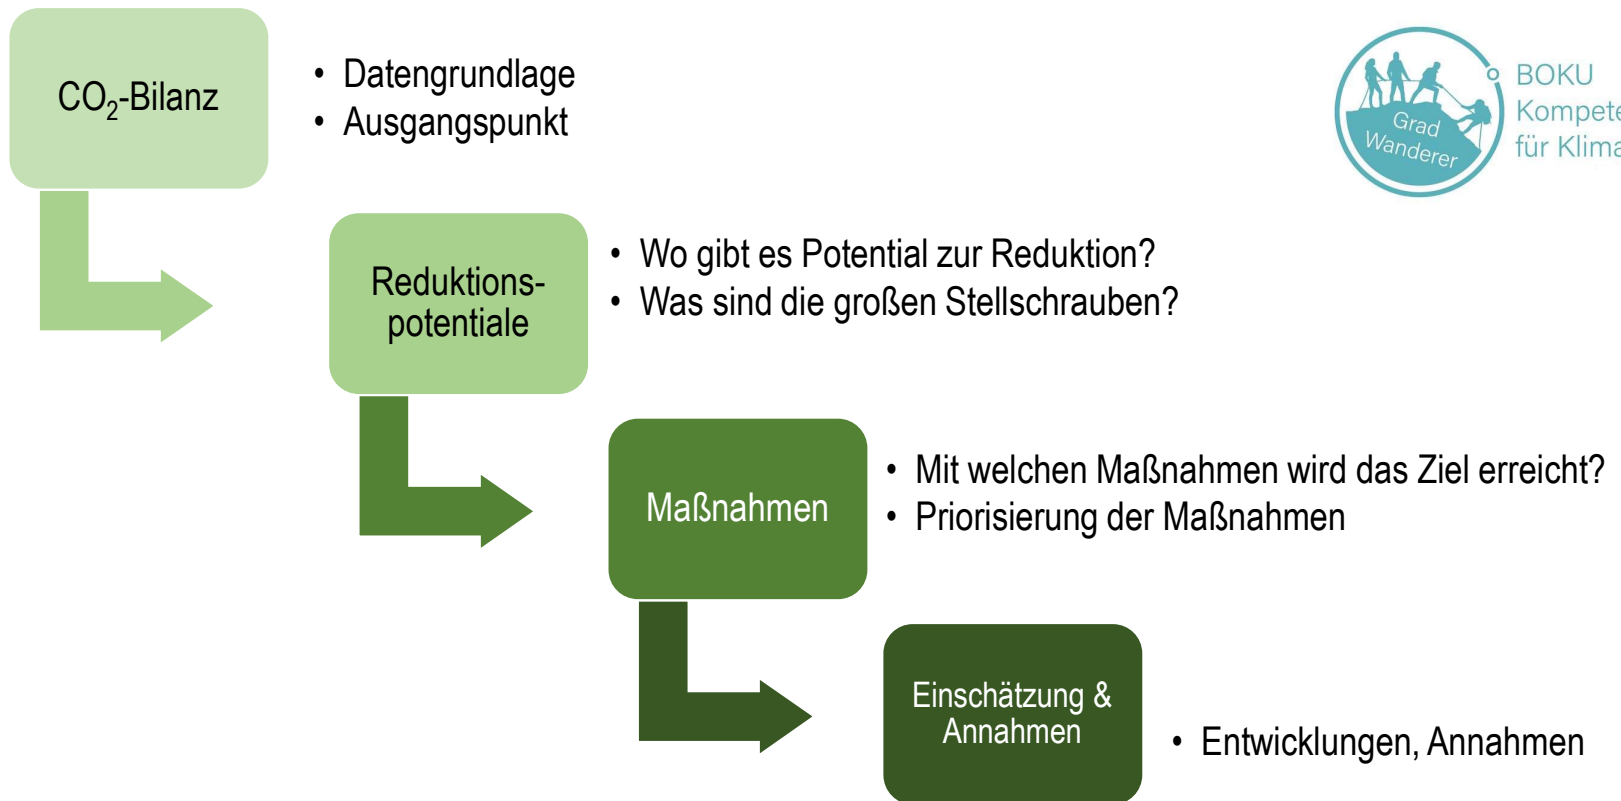 CO₂-Bilanz
• Datengrundlage
• Ausgangspunkt
Grad
Wanderer
BOKU
für
Reduktions-
potentiale
• Wo gibt es Potential zur Reduktion?
• Was sind die großen Stellschrauben?
Maßnahmen
• Mit welchen Maßnahmen wird das Ziel erreicht?
• Priorisierung der Maßnahmen
Einschätzung &
Annahmen
• Entwicklungen, Annahmen